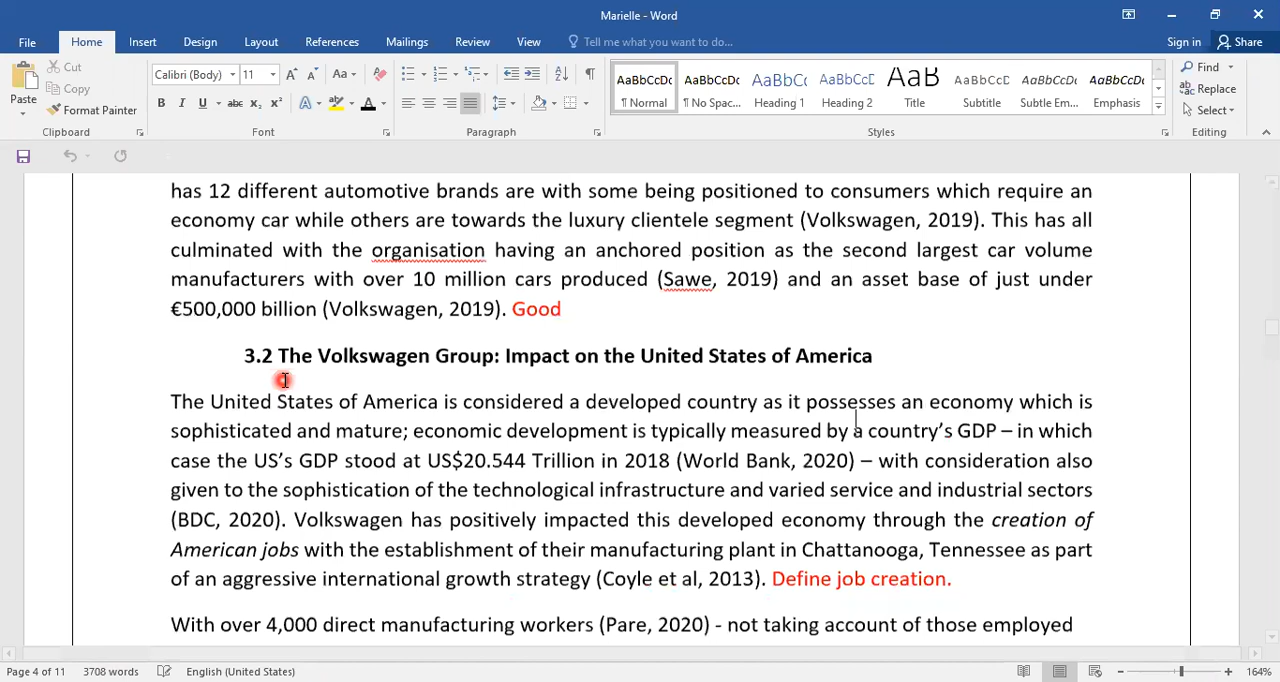 Marielle - Word
File Home Insert Design Layout References Mailings Review View Tell me what you want to do... Sign in Share
Paste Cut Copy Format Painter
Calibri (Body) 11
AaBbCcDc AaBbCcDc AaBbC AaBbCcD AaB AaBbCcD AaBbCcDc AaBbCcDc
¶ Normal ¶ No Spac... Heading 1 Heading 2 Title Subtitle Subtle Em... Emphasis
Find Replace Select
Clipboard Font Paragraph Styles Editing
has 12 different automotive brands are with some being positioned to consumers which require an
economy car while others are towards the luxury clientele segment (Volkswagen, 2019). This has all
culminated with the organisation having an anchored position as the second largest car volume
manufacturers with over 10 million cars produced (Sawe, 2019) and an asset base of just under
€500,000 billion (Volkswagen, 2019). Good
3.2 The Volkswagen Group: Impact on the United States of America
The United States of America is considered a developed country as it possesses an economy which is
sophisticated and mature; economic development is typically measured by a country's GDP – in which
case the US's GDP stood at US$20.544 Trillion in 2018 (World Bank, 2020) – with consideration also
given to the sophistication of the technological infrastructure and varied service and industrial sectors
(BDC, 2020). Volkswagen has positively impacted this developed economy through the creation of
American jobs with the establishment of their manufacturing plant in Chattanooga, Tennessee as part
of an aggressive international growth strategy (Coyle et al, 2013). Define job creation.
With over 4,000 direct manufacturing workers (Pare, 2020) - not taking account of those employed
Page 4 of 11 3708 words English (United States) 164%